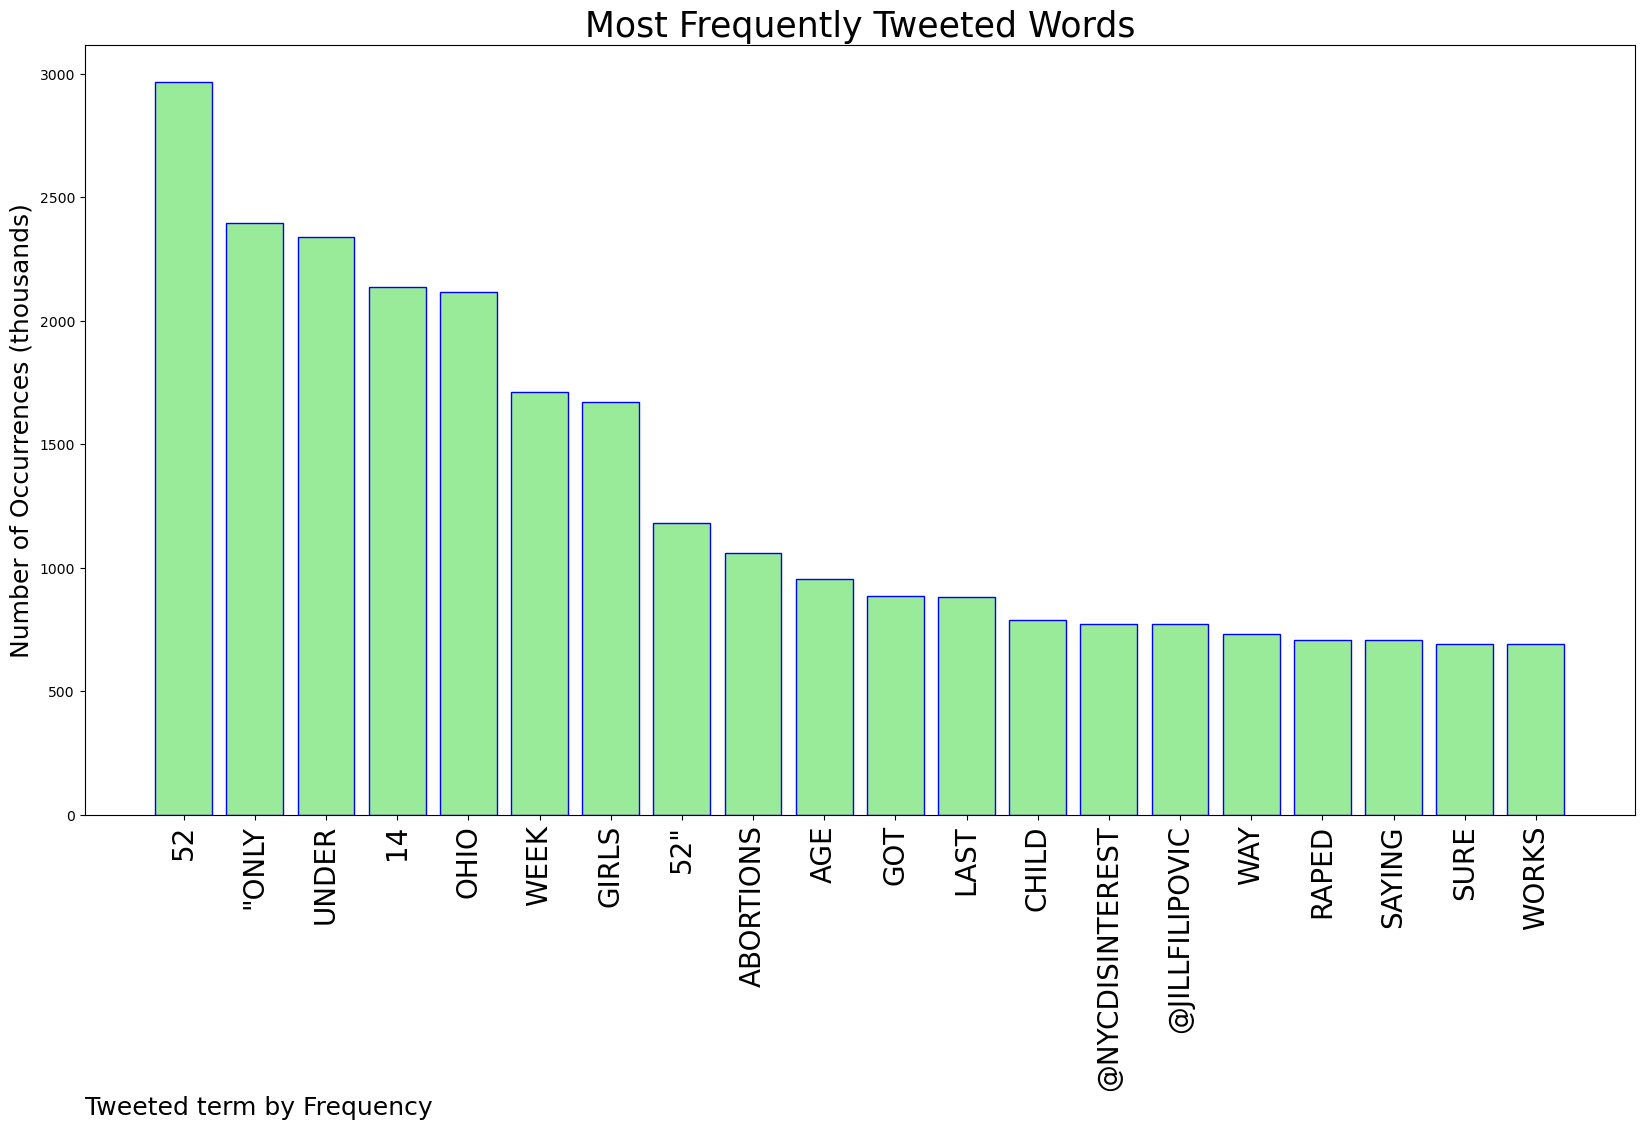 Most Frequently Tweeted Words
Number of Occurrences (thousands)
3000
2500
2000
1500
1000
500
0
52
"ONLY
UNDER
14
OHIO
WEEK
GIRLS
52"
ABORTIONS
AGE
GOT
LAST
CHILD
@NYCDISINTEREST
@JILLFILIPOVIC
WAY
RAPED
SAYING
SURE
WORKS
Tweeted term by Frequency